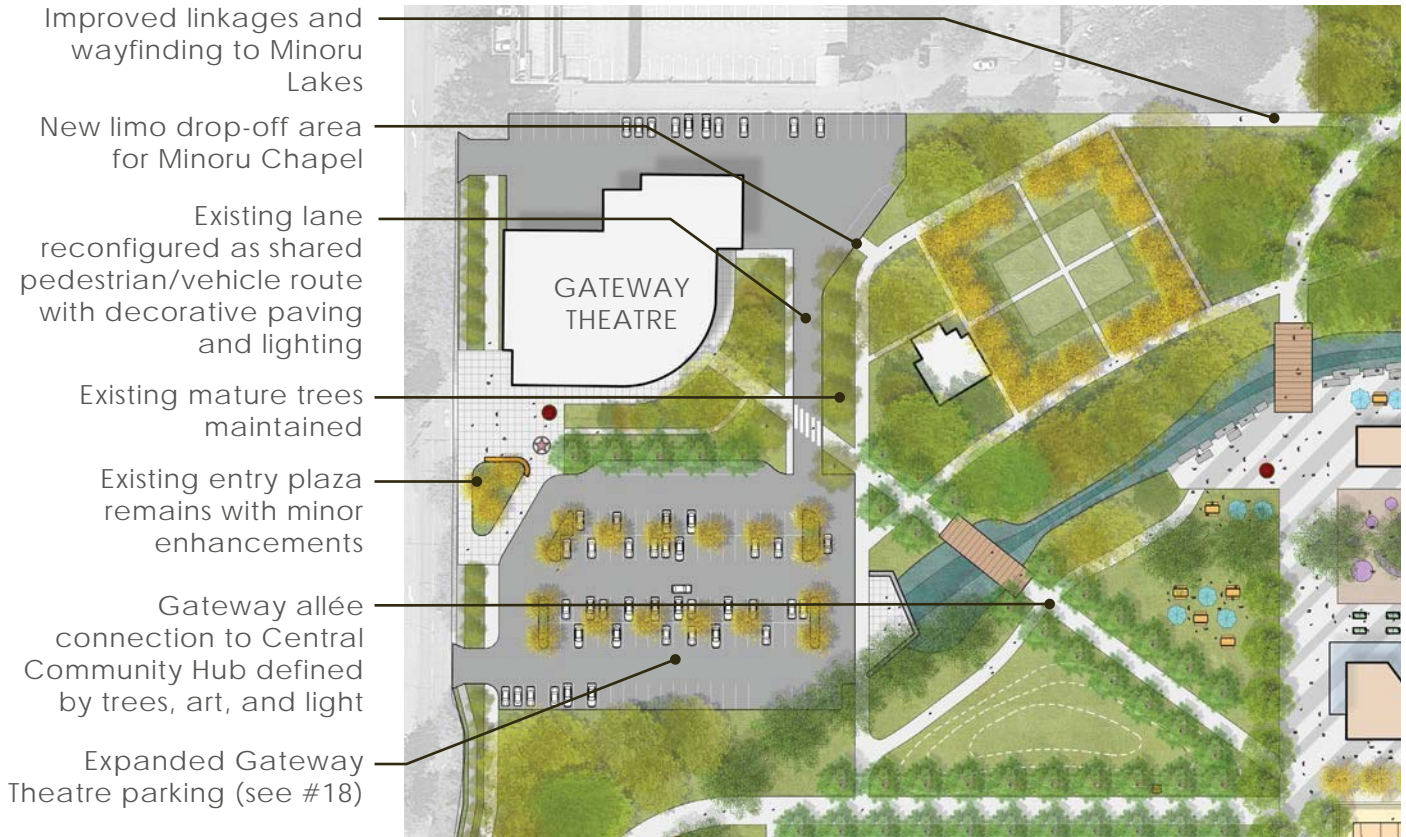 Improved linkages and
wayfinding to Minoru
Lakes
New limo drop-off area
for Minoru Chapel
Existing lane
reconfigured as shared
pedestrian/vehicle route
with decorative paving
and lighting
Existing mature trees
maintained
Existing entry plaza
remains with minor
enhancements
Gateway allée
connection to Central
Community Hub defined
by trees, art, and light
Expanded Gateway
Theatre parking (see #18)
GATEWAY
THEATRE